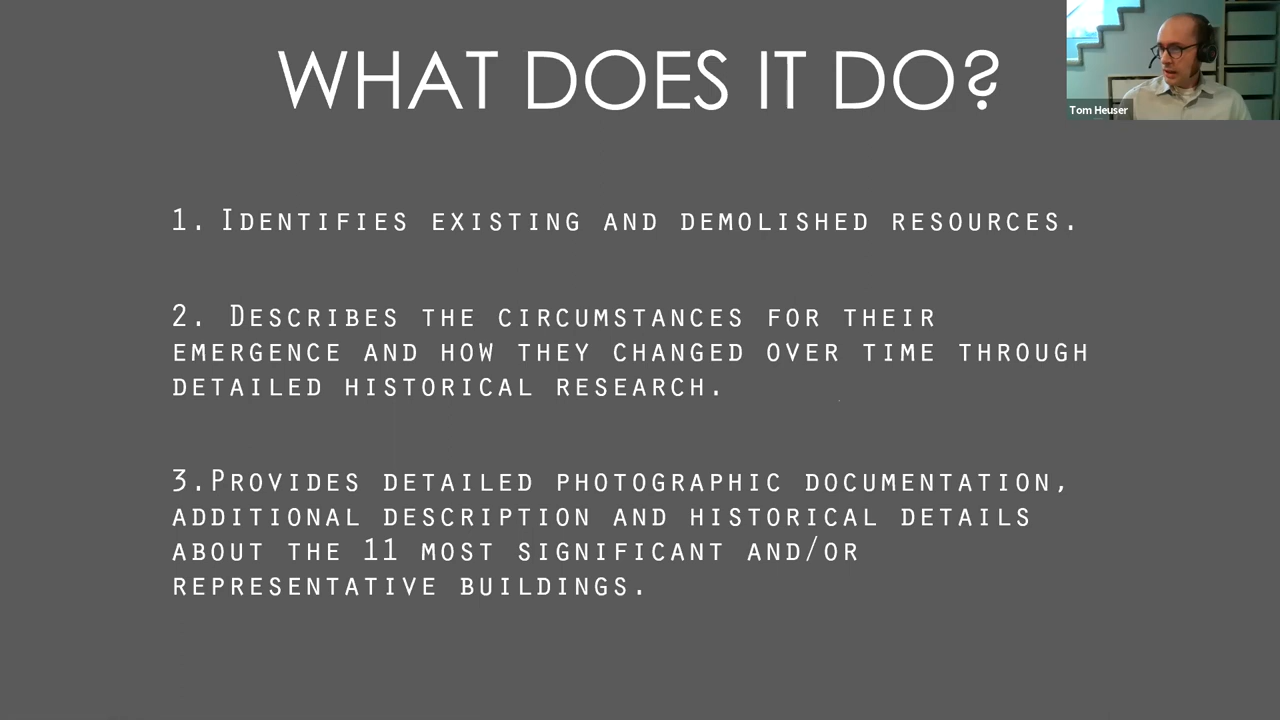 WHAT DOES IT DO?
Tom Heuser
1. IDENTIFIES EXISTING AND DEMOLISHED RESOURCES.
2. DESCRIBES THE CIRCUMSTANCES FOR THEIR
EMERGENCE AND HOW THEY CHANGED OVER TIME THROUGH
DETAILED HISTORICAL RESEARCH.
3.PROVIDES DETAILED PHOTOGRAPHIC DOCUMENTATION,
ADDITIONAL DESCRIPTION AND HISTORICAL DETAILS
ABOUT THE 11 MOST SIGNIFICANT AND/OR
REPRESENTATIVE BUILDINGS.